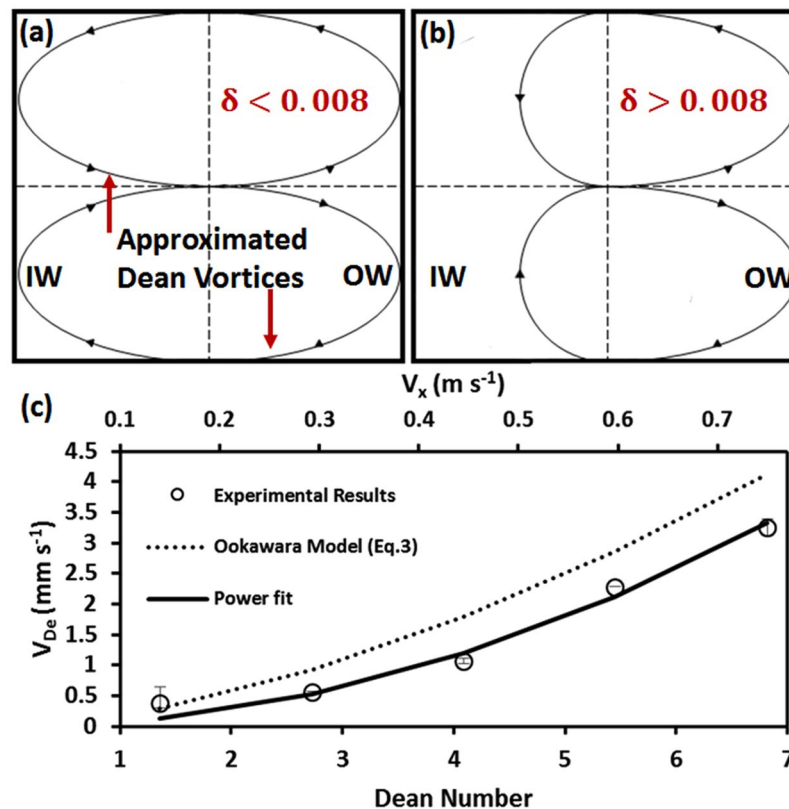 (a)
δ < 0.008
Approximated
Dean Vortices
IW
OW
(b)
δ > 0.008
IW
OW
(c)
Vₓ (m s⁻¹)
0.1 0.2 0.3 0.4 0.5 0.6 0.7
4.5
4
3.5
3
2.5
2
1.5
1
0.5
0
V_De (mm s⁻¹)
Experimental Results
Ookawara Model (Eq.3)
Power fit
1 2 3 4 5 6 7
Dean Number